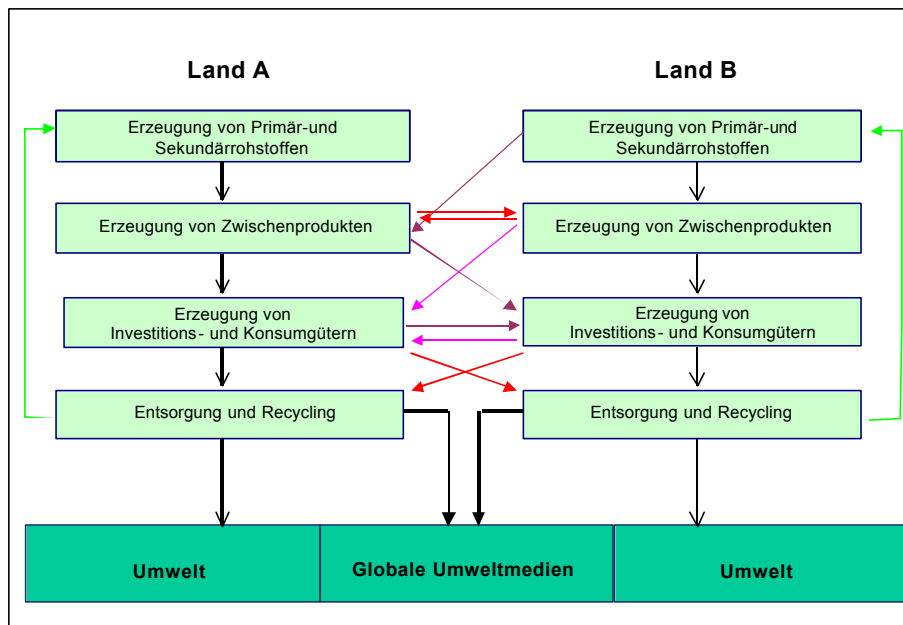 Land A
Erzeugung von Primär-und
Sekundärrohstoffen
Erzeugung von Zwischenprodukten
Erzeugung von
Investitions- und Konsumgütern
Entsorgung und Recycling
Land B
Erzeugung von Primär-und
Sekundärrohstoffen
Erzeugung von Zwischenprodukten
Erzeugung von
Investitions- und Konsumgütern
Entsorgung und Recycling
Umwelt
Globale Umweltmedien
Umwelt